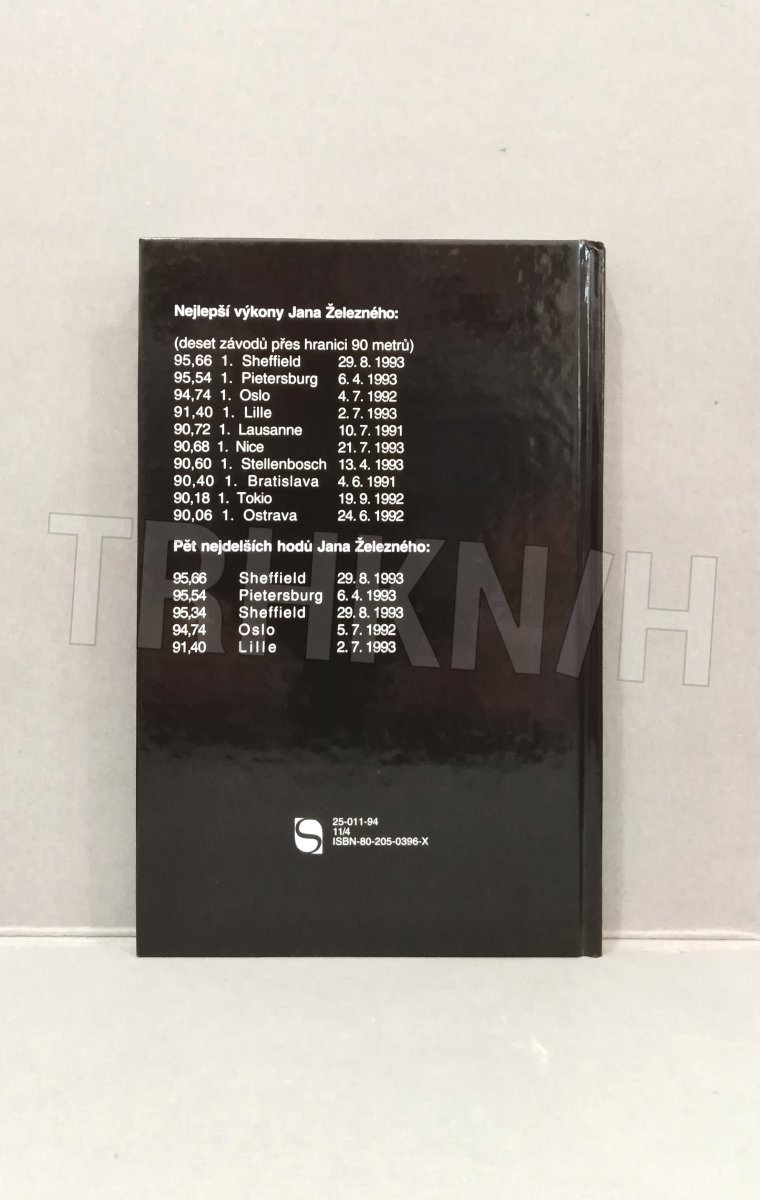 Nejlepší výkony Jana Železného:
(deset závodů přes hranici 90 metrů)
95,66 1. Sheffield 29. 8. 1993
95,54 1. Pietersburg 6. 4. 1993
94,74 1. Oslo 4. 7. 1992
91,40 1. Lille 2. 7. 1993
90,72 1. Lausanne 10. 7. 1991
90,68 1. Nice 21. 7. 1993
90,60 1. Stellenbosch 13. 4. 1993
90,40 1. Bratislava 4. 6. 1991
90,18 1. Tokio 19. 9. 1992
90,06 1. Ostrava 24. 6. 1992
Pět nejdelších hodů Jana Železného:
95,66 Sheffield 29. 8. 1993
95,54 Pietersburg 6. 4. 1993
95,34 Sheffield 29. 8. 1993
94,74 Oslo 5. 7. 1992
91,40 Lille 2. 7. 1993
TRHKNIH
25-011-94
11/4
ISBN-80-205-0396-X